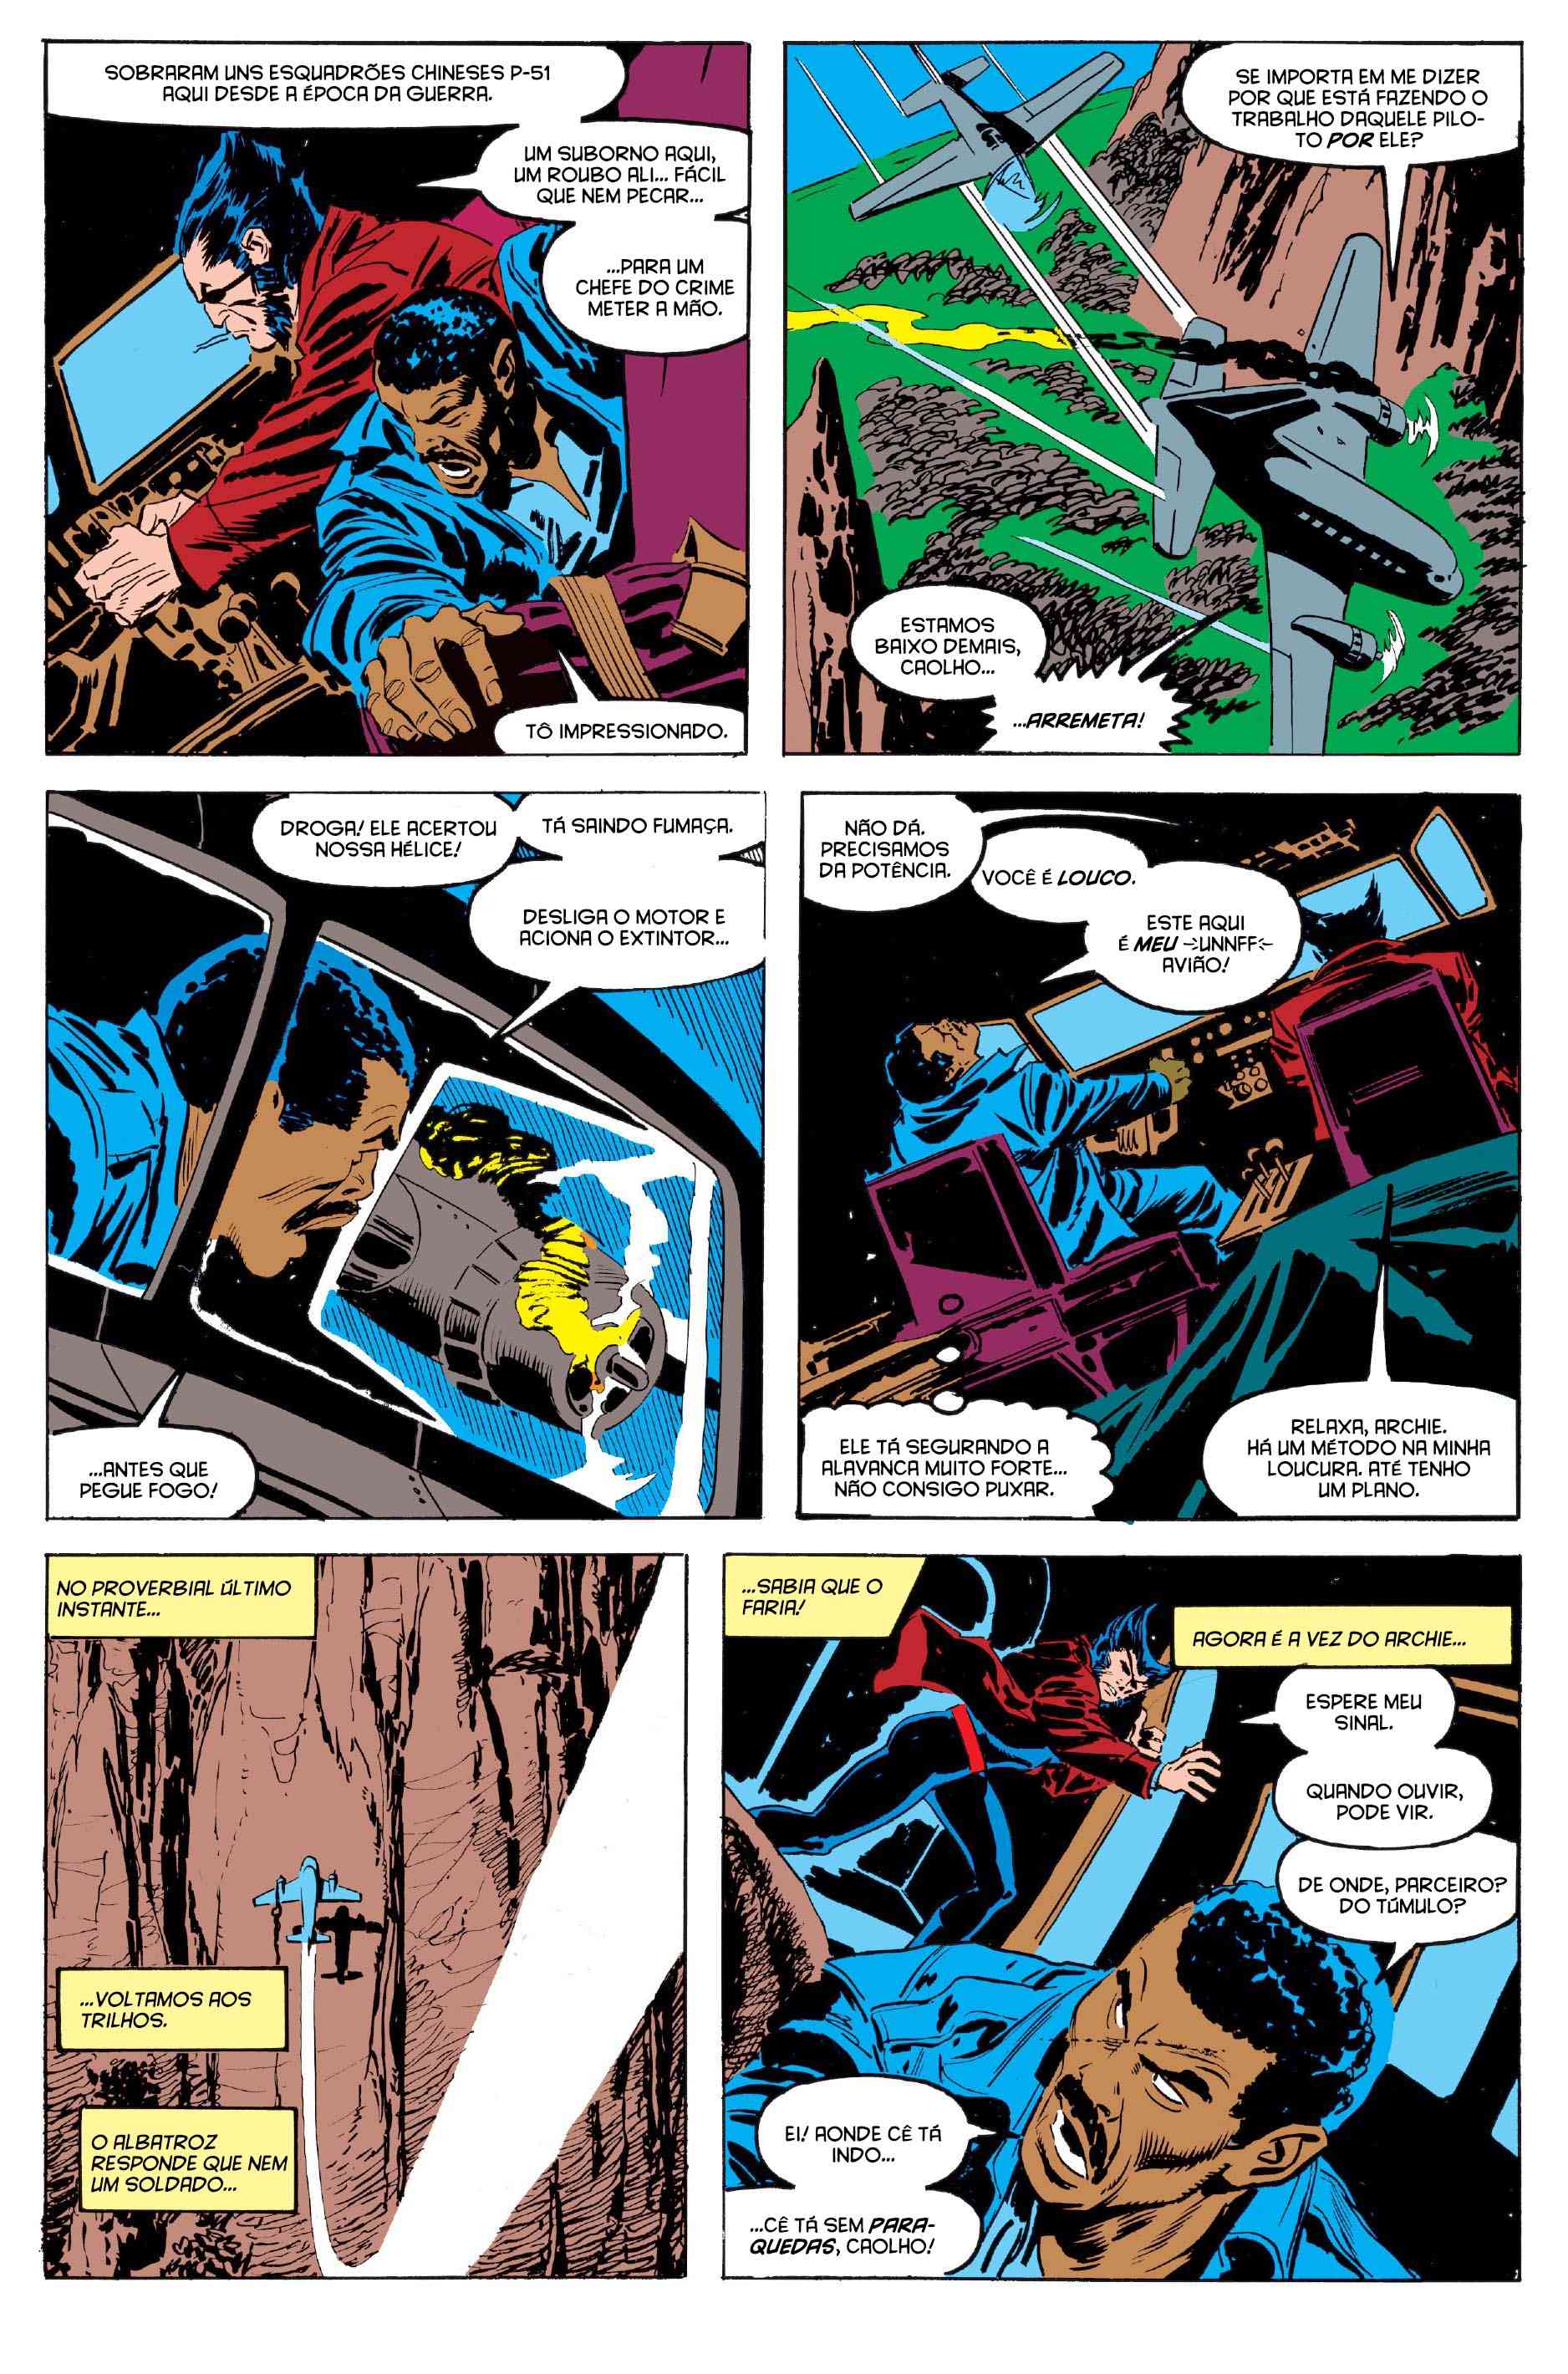 SOBRARAM UNS ESQUADRÕES CHINESES P-51
AQUI DESDE A ÉPOCA DA GUERRA.
UM SUBORNO AQUI,
UM ROUBO ALI... FÁCIL
QUE NEM PECAR...
...PARA UM
CHEFE DO CRIME
METER A MÃO.
TÔ IMPRESSIONADO.
SE IMPORTA EM ME DIZER
POR QUE ESTÁ FAZENDO O
TRABALHO DAQUELE PILO-
TO POR ELE?
ESTAMOS
BAIXO DEMAIS,
CAOLHO...
...ARREMETA!
DROGA! ELE ACERTOU
NOSSA HÉLICE!
TÁ SAINDO FUMAÇA.
DESLIGA O MOTOR E
ACIONA O EXTINTOR...
...ANTES QUE
PEGUE FOGO!
NÃO DÁ.
PRECISAMOS
DA POTÊNCIA.
VOCÊ É LOUCO.
ESTE AQUI
É MEU UNNFF
AVIÃO!
ELE TÁ SEGURANDO A
ALAVANCA MUITO FORTE...
NÃO CONSIGO PUXAR.
RELAXA, ARCHIE.
HÁ UM MÉTODO NA MINHA
LOUCURA. ATÉ TENHO
UM PLANO.
NO PROVERBIAL ÚLTIMO
INSTANTE...
...VOLTAMOS AOS
TRILHOS.
O ALBATROZ
RESPONDE QUE NEM
UM SOLDADO...
...SABIA QUE O
FARIA!
AGORA É A VEZ DO ARCHIE...
ESPERE MEU
SINAL.
QUANDO OUVIR,
PODE VIR.
DE ONDE, PARCEIRO?
DO TÚMULO?
EI! AONDE CÊ TÁ
INDO...
...CÊ TÁ SEM PARA-
QUEDAS, CAOLHO!